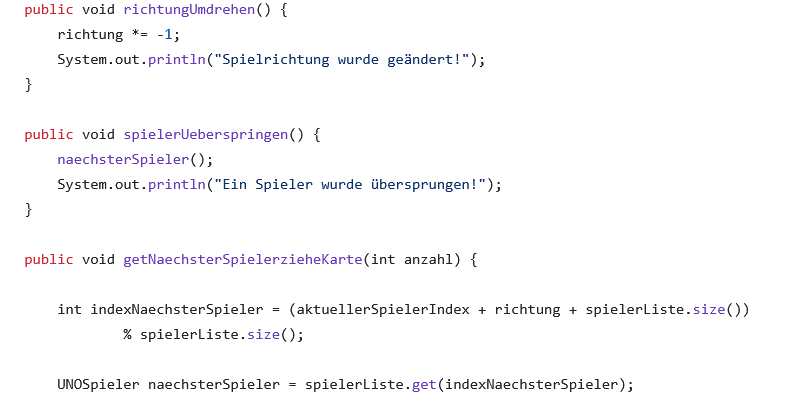 public void richtungUmdrehen() {
richtung *= -1;
System.out.println("Spielrichtung wurde geändert!");
}
public void spielerUeberspringen() {
naechsterSpieler();
System.out.println("Ein Spieler wurde übersprungen!");
}
public void getNaechsterSpielerzieheKarte(int anzahl) {
int indexNaechsterSpieler = (aktuellerSpielerIndex + richtung + spielerListe.size())
% spielerListe.size();
UNOSpieler naechsterSpieler = spielerListe.get(indexNaechsterSpieler);